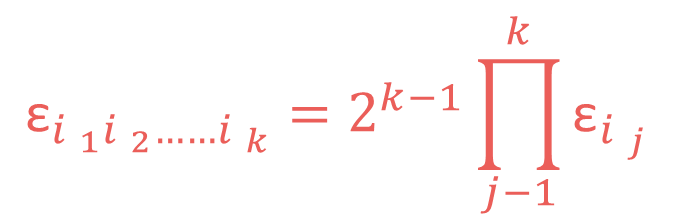 ε_{i_1 i_2 ...... i_k} = 2^{k−1} ∏_{j−1}^{k} ε_{i_j}